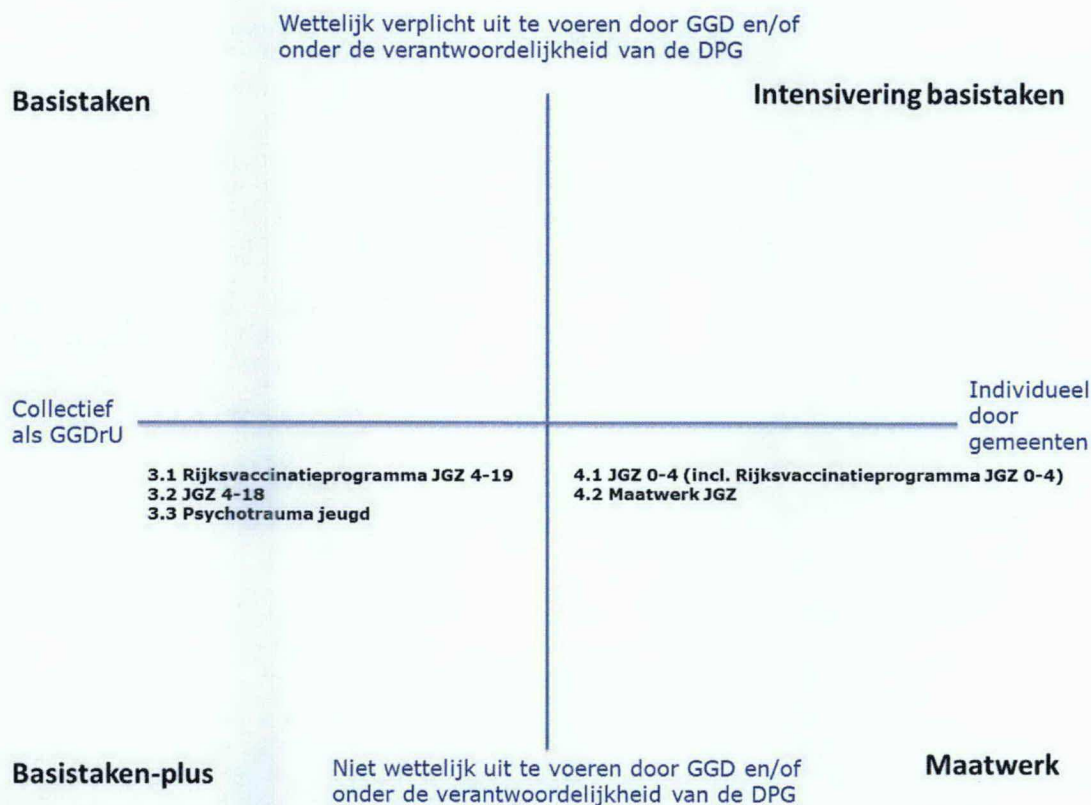 Wettelijk verplicht uit te voeren door GGD en/of
onder de verantwoordelijkheid van de DPG
Basistaken
Intensivering basistaken
Collectief
als GGDrU
Individueel
door
gemeenten
3.1 Rijksvaccinatieprogramma JGZ 4-19
3.2 JGZ 4-18
3.3 Psychotrauma jeugd
4.1 JGZ 0-4 (incl. Rijksvaccinatieprogramma JGZ 0-4)
4.2 Maatwerk JGZ
Basistaken-plus
Niet wettelijk uit te voeren door GGD en/of
onder de verantwoordelijkheid van de DPG
Maatwerk